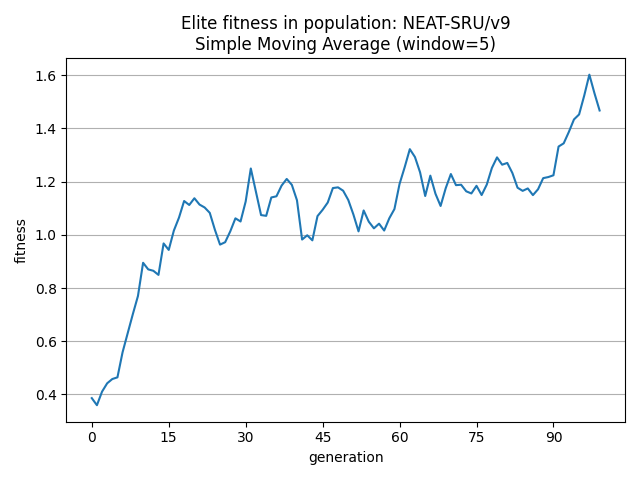 Elite fitness in population: NEAT-SRU/v9
Simple Moving Average (window=5)
fitness
1.6
1.4
1.2
1.0
0.8
0.6
0.4
0 15 30 45 60 75 90
generation